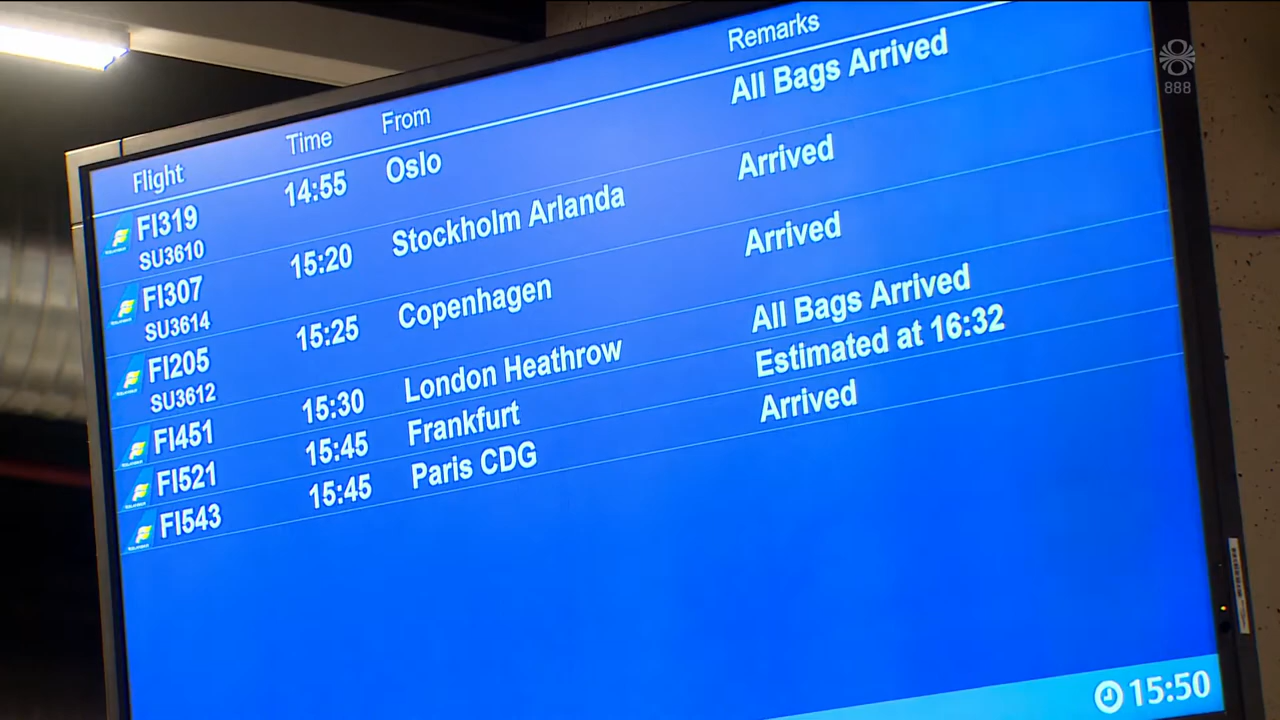 Flight Time From Remarks
FI319 14:55 Oslo All Bags Arrived
SU3610
FI307 15:20 Stockholm Arlanda Arrived
SU3614
FI205 15:25 Copenhagen Arrived
SU3612
FI451 15:30 London Heathrow All Bags Arrived
FI521 15:45 Frankfurt Estimated at 16:32
FI543 15:45 Paris CDG Arrived
15:50
888